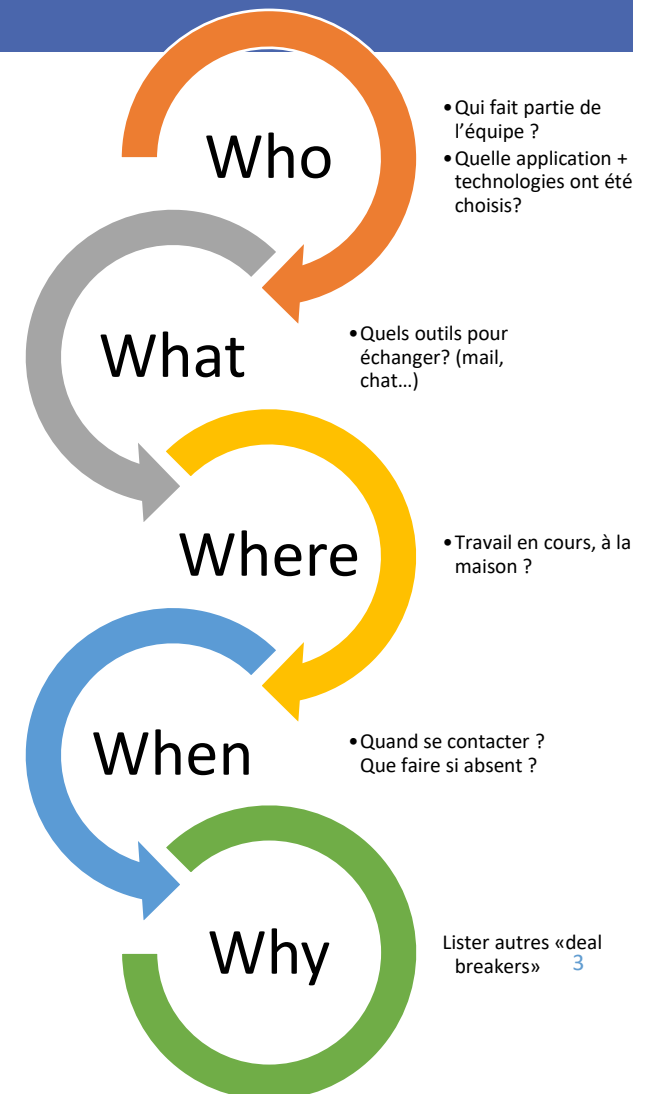 Who
•Qui fait partie de
l'équipe ?
•Quelle application +
technologies ont été
choisis?
What
•Quels outils pour
échanger? (mail,
chat…)
Where
•Travail en cours, à la
maison ?
When
•Quand se contacter ?
Que faire si absent ?
Why
Lister autres «deal
breakers»
3